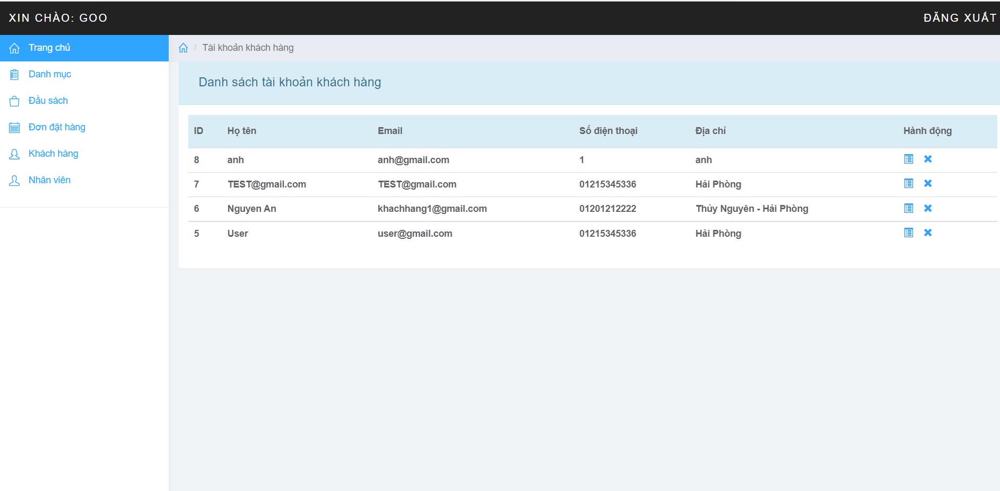 XIN CHÀO: GOO
ĐĂNG XUẤT
Trang chủ
Danh mục
Đầu sách
Đơn đặt hàng
Khách hàng
Nhân viên
/ Tài khoản khách hàng
Danh sách tài khoản khách hàng
ID Họ tên Email Số điện thoại Địa chỉ Hành động
8 anh anh@gmail.com 1 anh
7 TEST@gmail.com TEST@gmail.com 01215345336 Hải Phòng
6 Nguyen An khachhang1@gmail.com 01201212222 Thủy Nguyên - Hải Phòng
5 User user@gmail.com 01215345336 Hải Phòng